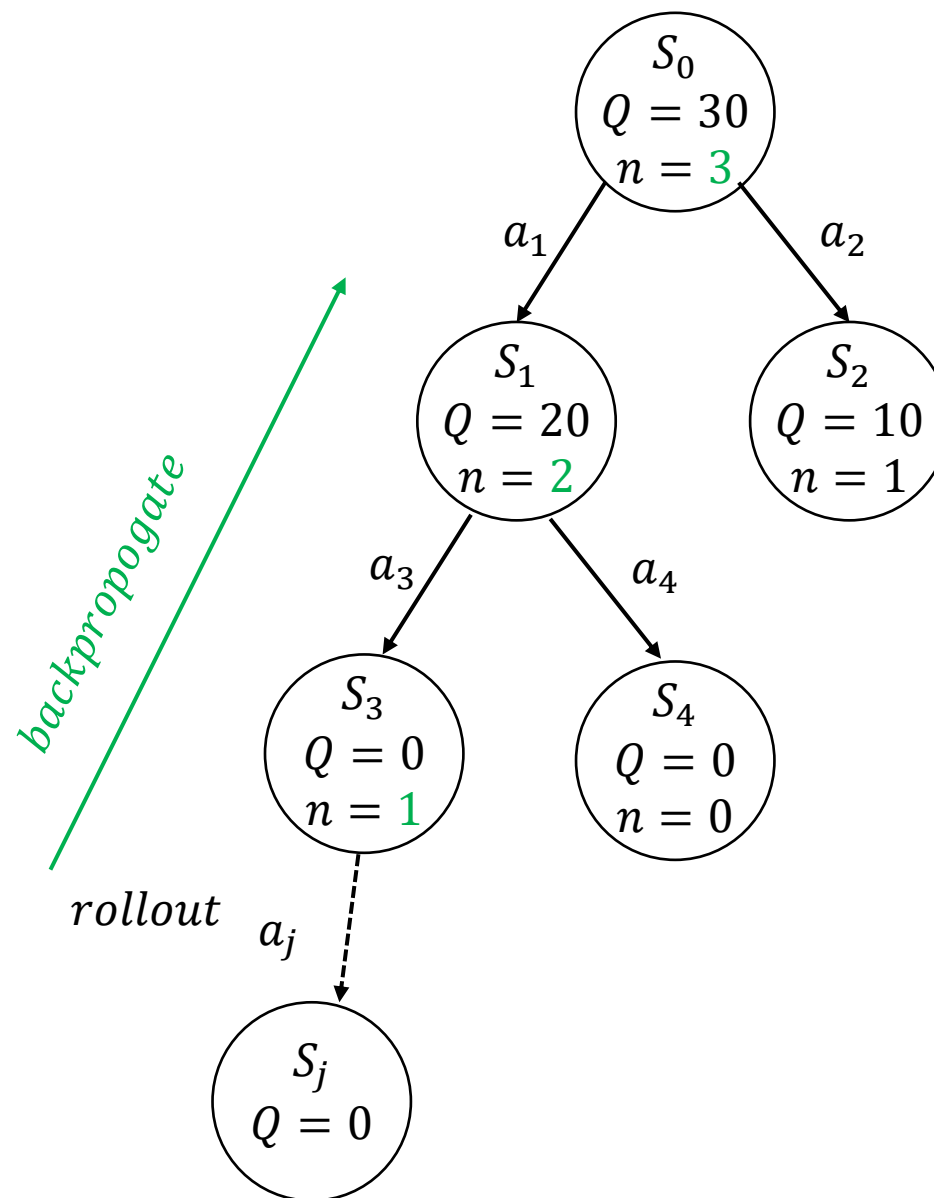 S₀
Q = 30
n = 3
a₁
a₂
S₁
Q = 20
n = 2
S₂
Q = 10
n = 1
backpropogate
a₃
a₄
S₃
Q = 0
n = 1
S₄
Q = 0
n = 0
rollout
aⱼ
Sⱼ
Q = 0